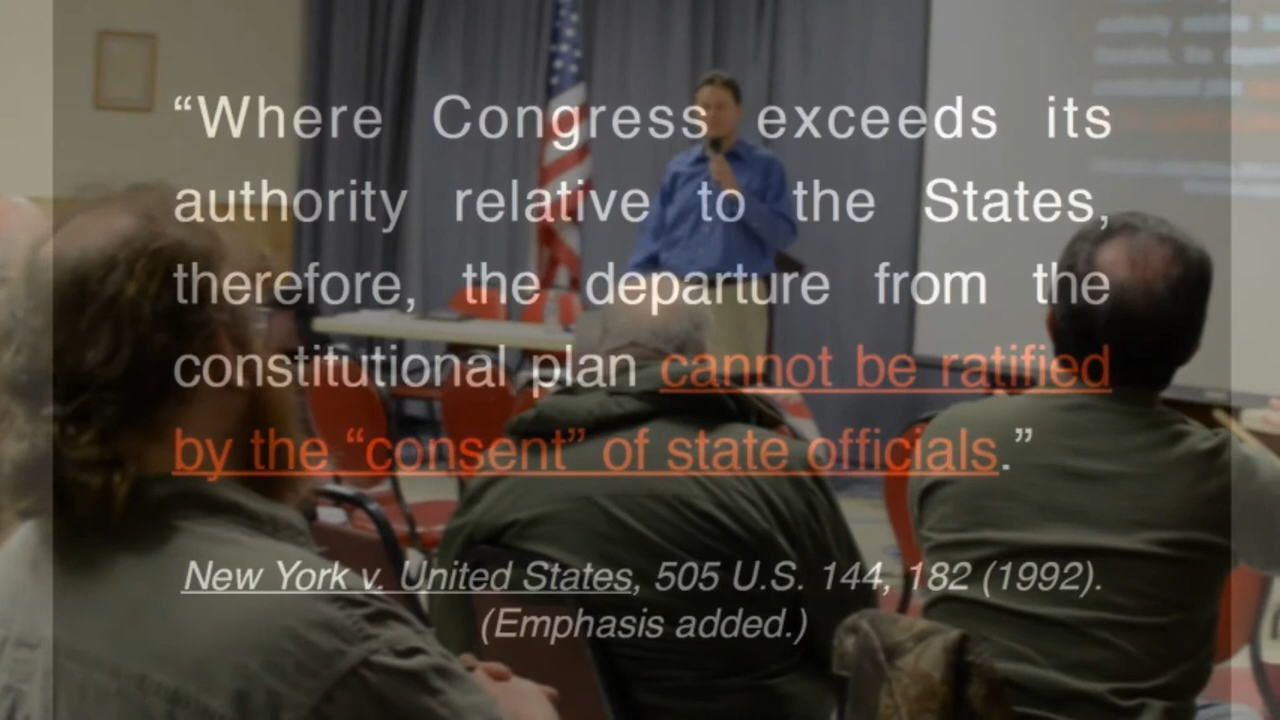 “Where Congress exceeds its
authority relative to the States,
therefore, the departure from the
constitutional plan cannot be ratified
by the “consent” of state officials.”
New York v. United States, 505 U.S. 144, 182 (1992).
(Emphasis added.)